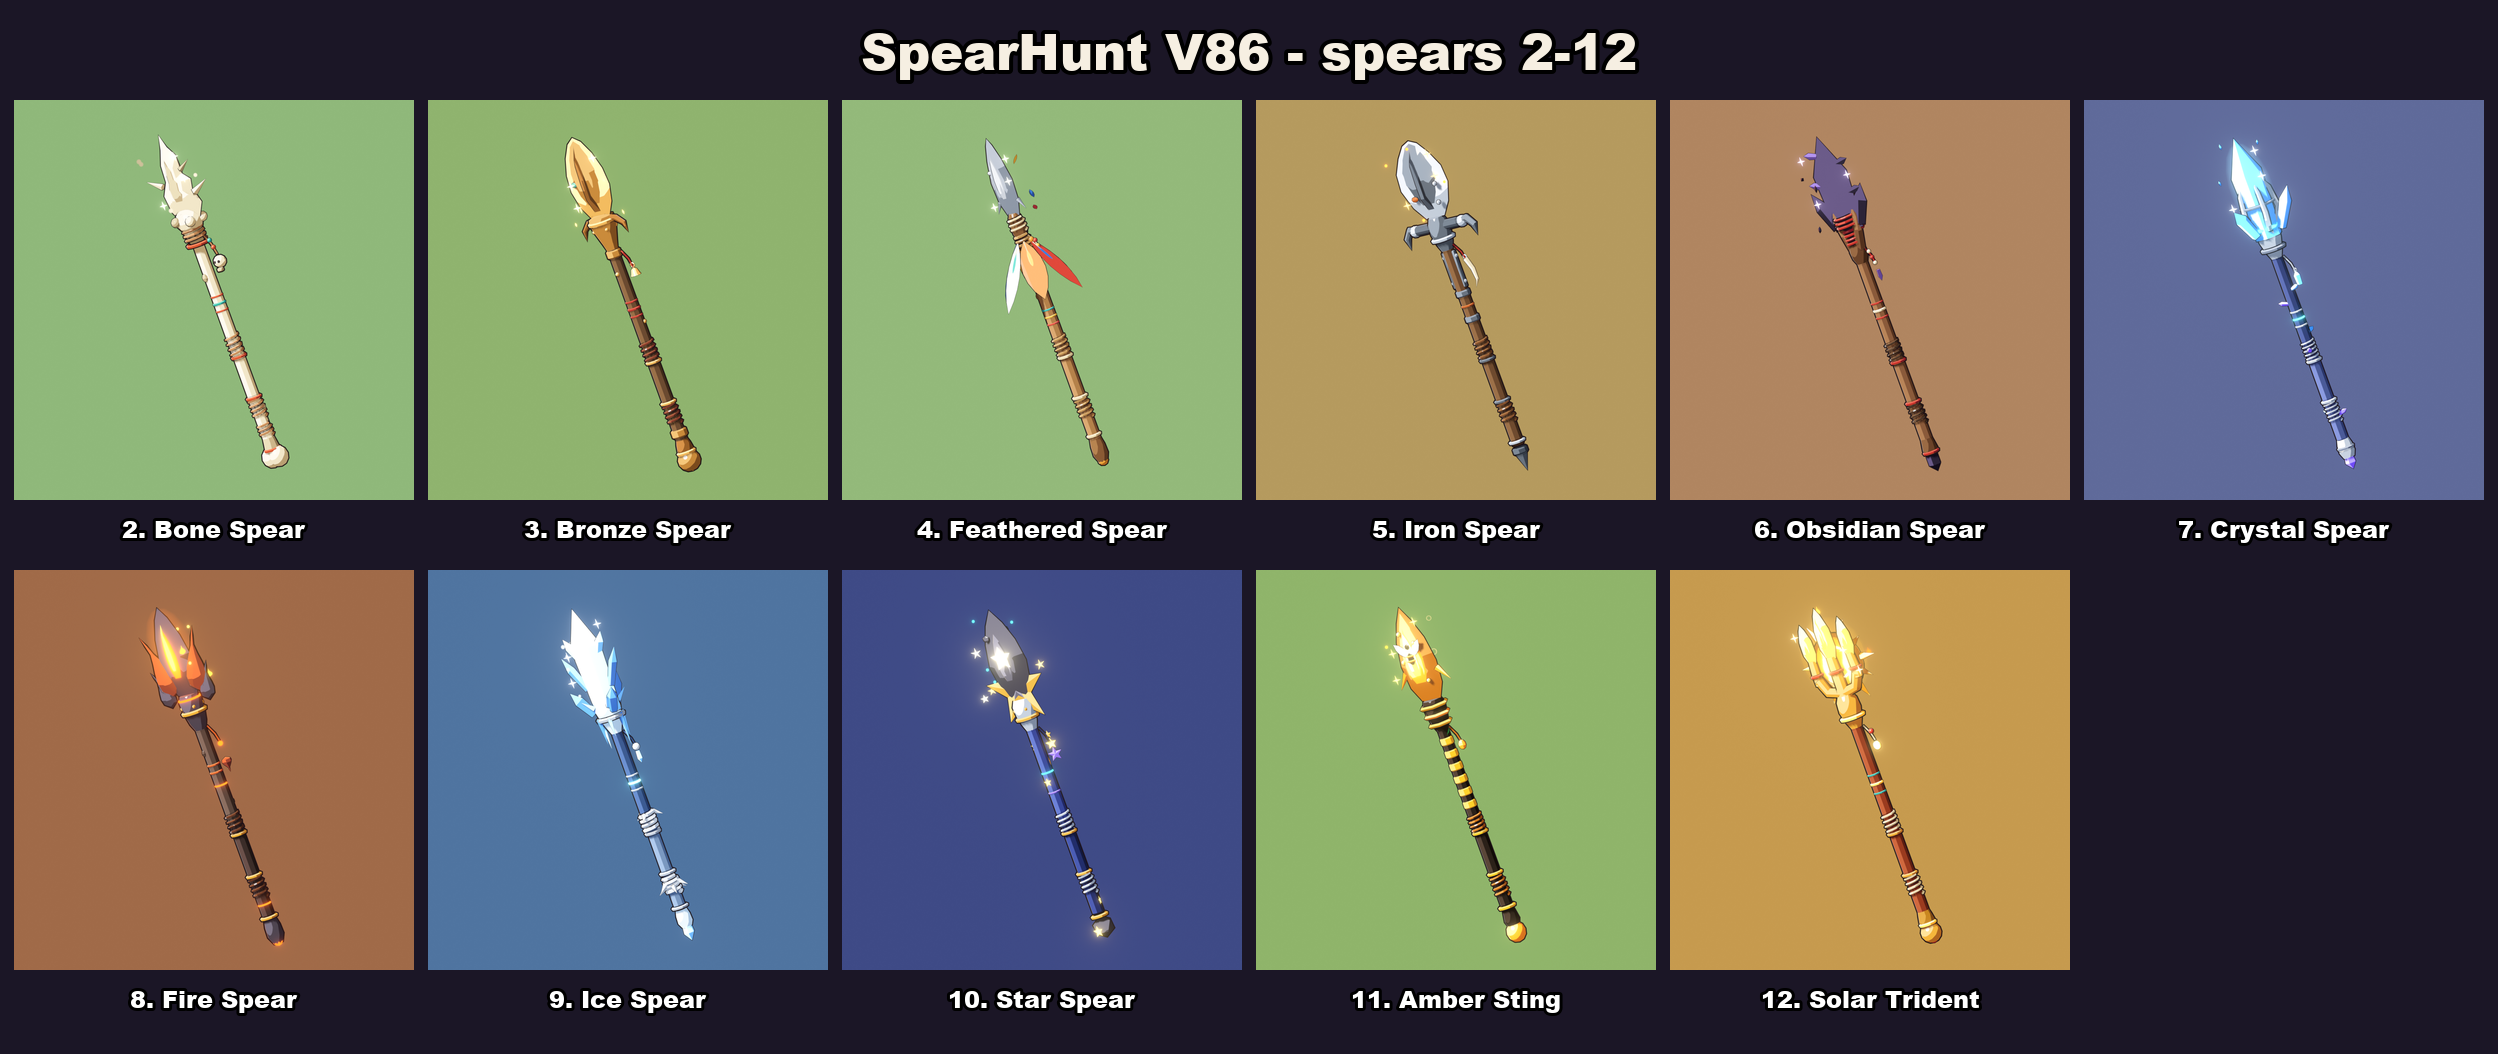 SpearHunt V86 - spears 2-12
2. Bone Spear
3. Bronze Spear
4. Feathered Spear
5. Iron Spear
6. Obsidian Spear
7. Crystal Spear
8. Fire Spear
9. Ice Spear
10. Star Spear
11. Amber Sting
12. Solar Trident